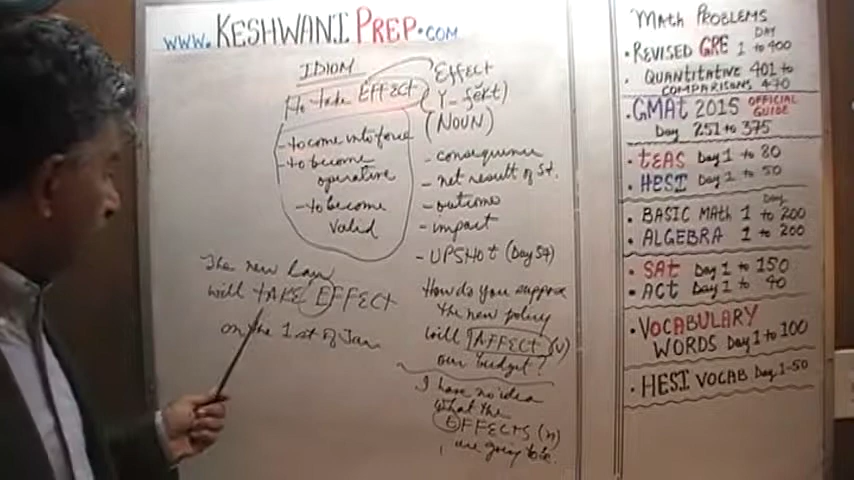 www.KESHWANI PREP.com
IDIOM
to take EFFECT
- to come into force
- to become
operative
- to become
valid
The new Law
will TAKE EFFECT
on the 1st of Jan
Effect
(NOUN)
- consequence
- net result of st.
- outcome
- impact
- UPSHOT (Day 54)
How do you suppose
the new policy
will AFFECT (V)
our budget?
I have no idea
what the
EFFECTS (n)
are going to be.
MATH PROBLEMS
DAY
• REVISED GRE 1 to 400
• QUANTITATIVE 401 to
COMPARISONS 470
• GMAT 2015 OFFICIAL
GUIDE
Day 251 to 375
• TEAS Day 1 to 80
• HESI Day 1 to 50
Day
• BASIC MATH 1 to 200
• ALGEBRA 1 to 200
• SAT Day 1 to 150
• ACT Day 1 to 40
• VOCABULARY
WORDS Day 1 to 100
• HESI VOCAB Day 1-50